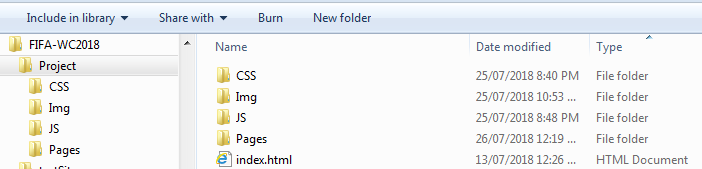 Include in library Share with Burn New folder
FIFA-WC2018
Project
CSS
Img
JS
Pages
Name Date modified Type
CSS 25/07/2018 8:40 PM File folder
Img 25/07/2018 10:53 ... File folder
JS 25/07/2018 8:48 PM File folder
Pages 26/07/2018 12:19 ... File folder
index.html 13/07/2018 12:26 ... HTML Document